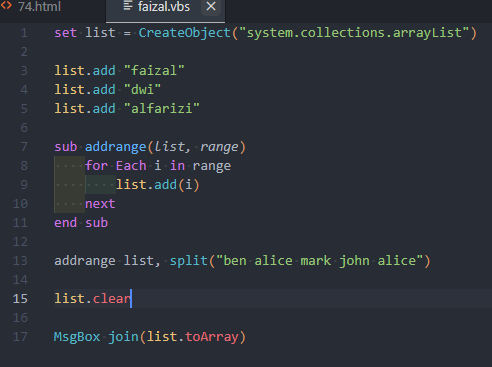 74.html faizal.vbs
1 set list = CreateObject("system.collections.arrayList")
2
3 list.add "faizal"
4 list.add "dwi"
5 list.add "alfarizi"
6
7 sub addrange(list, range)
8 for Each i in range
9 list.add(i)
10 next
11 end sub
12
13 addrange list, split("ben alice mark john alice")
14
15 list.clear
16
17 MsgBox join(list.toArray)